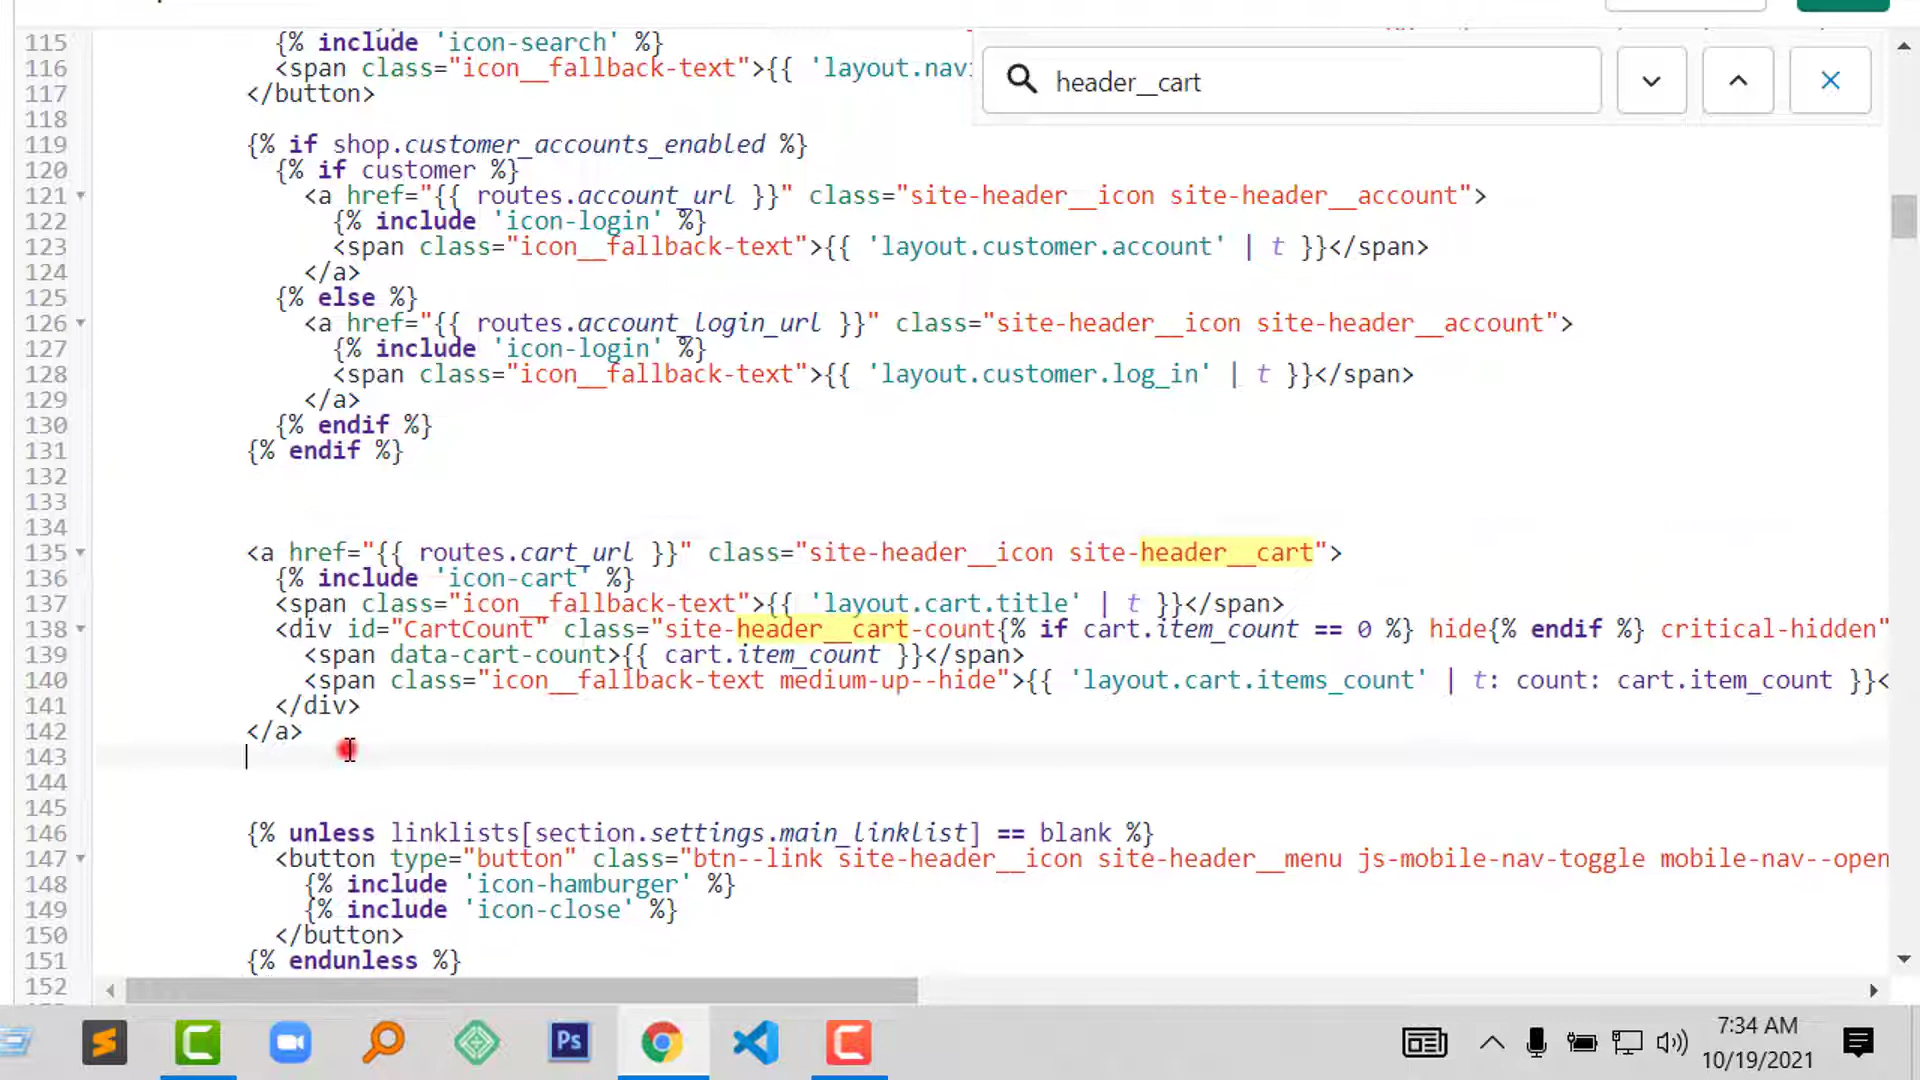 115 {% include 'icon-search' %}
header__cart
116 <span class="icon__fallback-text">{{ 'layout.nav
117 </button>
118
119 {% if shop.customer_accounts_enabled %}
120 {% if customer %}
121 <a href="{{ routes.account_url }}" class="site-header__icon site-header__account">
122 {% include 'icon-login' %}
123 <span class="icon__fallback-text">{{ 'layout.customer.account' | t }}</span>
124 </a>
125 {% else %}
126 <a href="{{ routes.account_login_url }}" class="site-header__icon site-header__account">
127 {% include 'icon-login' %}
128 <span class="icon__fallback-text">{{ 'layout.customer.log_in' | t }}</span>
129 </a>
130 {% endif %}
131 {% endif %}
132
133
134
135 <a href="{{ routes.cart_url }}" class="site-header__icon site-header__cart">
136 {% include 'icon-cart' %}
137 <span class="icon__fallback-text">{{ 'layout.cart.title' | t }}</span>
138 <div id="CartCount" class="site-header__cart-count{% if cart.item_count == 0 %} hide{% endif %} critical-hidden"
139 <span data-cart-count>{{ cart.item_count }}</span>
140 <span class="icon__fallback-text medium-up--hide">{{ 'layout.cart.items_count' | t: count: cart.item_count }}<
141 </div>
142 </a>
143
144
145
146 {% unless linklists[section.settings.main_linklist] == blank %}
147 <button type="button" class="btn--link site-header__icon site-header__menu js-mobile-nav-toggle mobile-nav--open
148 {% include 'icon-hamburger' %}
149 {% include 'icon-close' %}
150 </button>
151 {% endunless %}
152
Ps
7:34 AM
10/19/2021